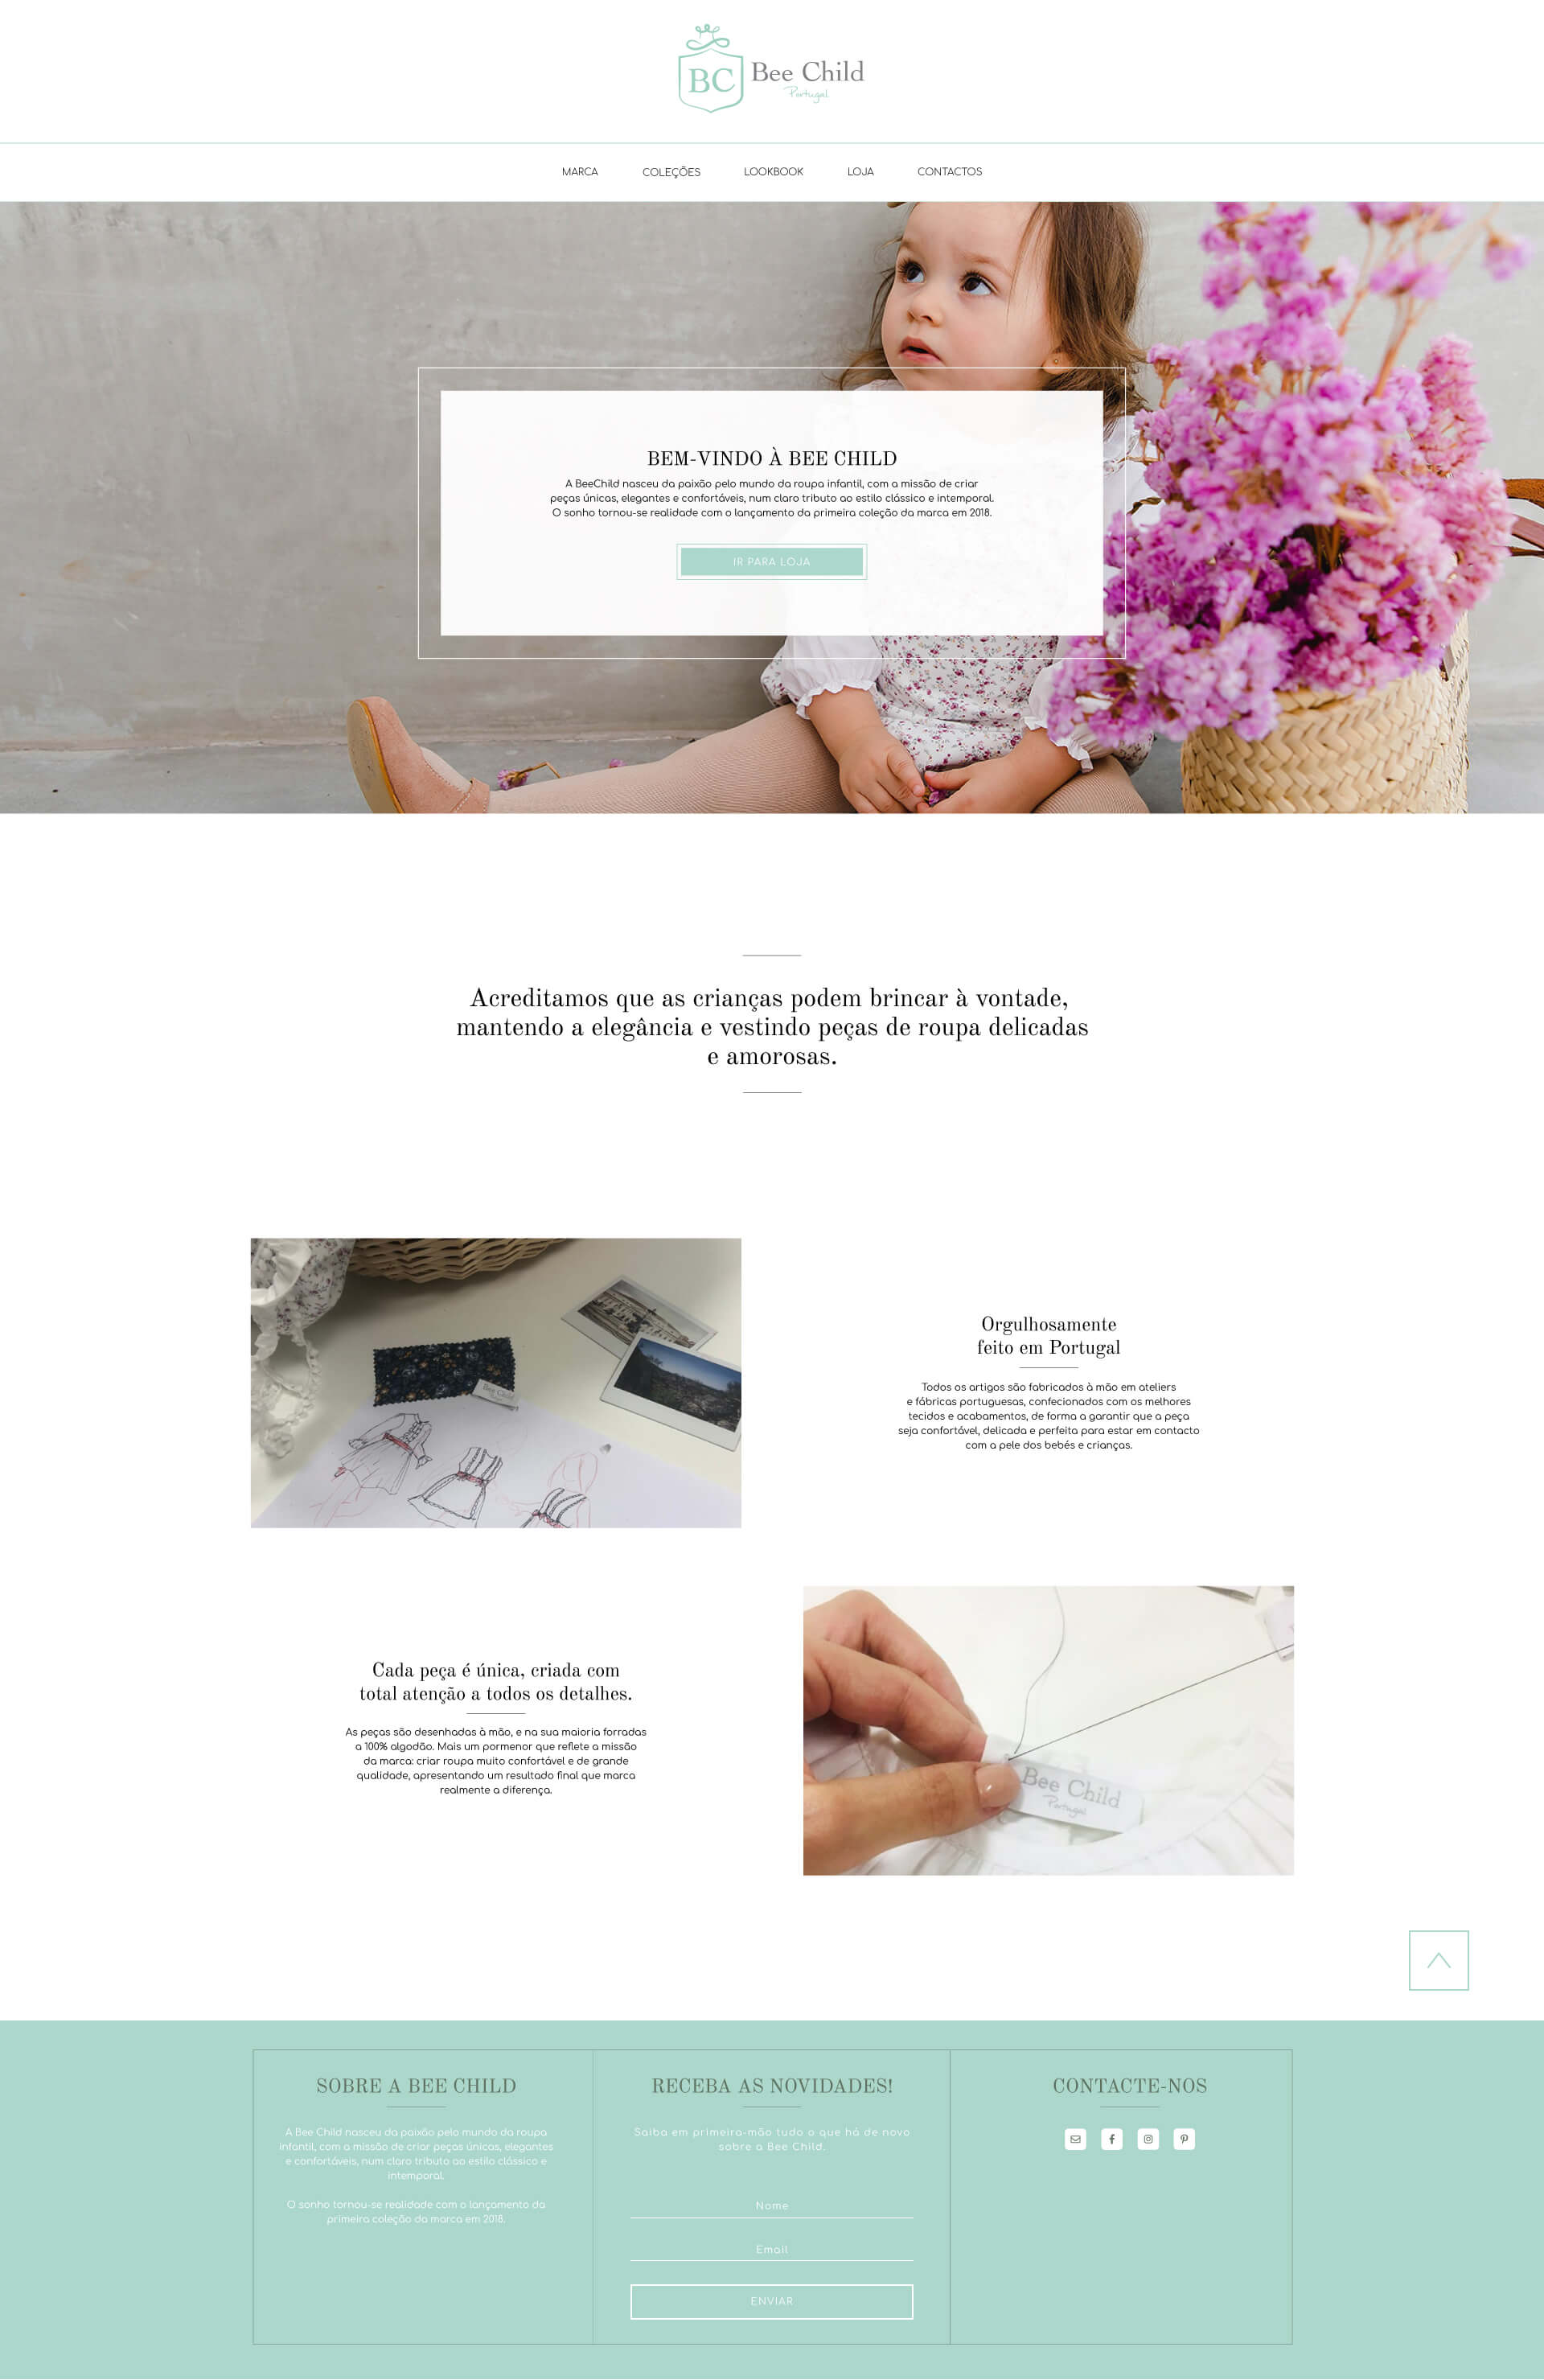 BC
Bee Child
Portugal
MARCA
COLEÇÕES
LOOKBOOK
LOJA
CONTACTOS
BEM-VINDO À BEE CHILD
A BeeChild nasceu da paixão pelo mundo da roupa infantil, com a missão de criar
peças únicas, elegantes e confortáveis, num claro tributo ao estilo clássico e intemporal.
O sonho tornou-se realidade com o lançamento da primeira coleção da marca em 2018.
IR PARA LOJA
Acreditamos que as crianças podem brincar à vontade,
mantendo a elegância e vestindo peças de roupa delicadas
e amorosas.
Bee Child
Orgulhosamente
feito em Portugal
Todos os artigos são fabricados à mão em ateliers
e fábricas portuguesas, confecionados com os melhores
tecidos e acabamentos, de forma a garantir que a peça
seja confortável, delicada e perfeita para estar em contacto
com a pele dos bebés e crianças.
Cada peça é única, criada com
total atenção a todos os detalhes.
As peças são desenhadas à mão, e na sua maioria forradas
a 100% algodão. Mais um pormenor que reflete a missão
da marca: criar roupa muito confortável e de grande
qualidade, apresentando um resultado final que marca
realmente a diferença.
Bee Child
Portugal
SOBRE A BEE CHILD
A Bee Child nasceu da paixão pelo mundo da roupa
infantil, com a missão de criar peças únicas, elegantes
e confortáveis, num claro tributo ao estilo clássico e
intemporal.
O sonho tornou-se realidade com o lançamento da
primeira coleção da marca em 2018.
RECEBA AS NOVIDADES!
Saiba em primeira-mão tudo o que há de novo
sobre a Bee Child.
Nome
Email
ENVIAR
CONTACTE-NOS